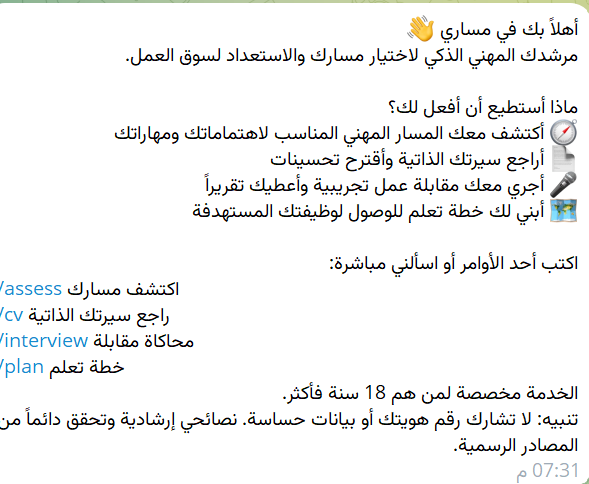 أهلاً بك في مساري 👋
مرشدك المهني الذكي لاختيار مسارك والاستعداد لسوق العمل.
ماذا أستطيع أن أفعل لك؟
🧭 أكتشف معك المسار المهني المناسب لاهتماماتك ومهاراتك
📄 أراجع سيرتك الذاتية وأقترح تحسينات
🎤 أجري معك مقابلة عمل تجريبية وأعطيك تقريراً
🗺️ أبني لك خطة تعلم للوصول لوظيفتك المستهدفة
اكتب أحد الأوامر أو اسألني مباشرة:
/assess اكتشف مسارك
/cv راجع سيرتك الذاتية
/interview محاكاة مقابلة
/plan خطة تعلم
الخدمة مخصصة لمن هم 18 سنة فأكثر.
تنبيه: لا تشارك رقم هويتك أو بيانات حساسة. نصائحي إرشادية وتحقق دائماً من
المصادر الرسمية.
07:31 م